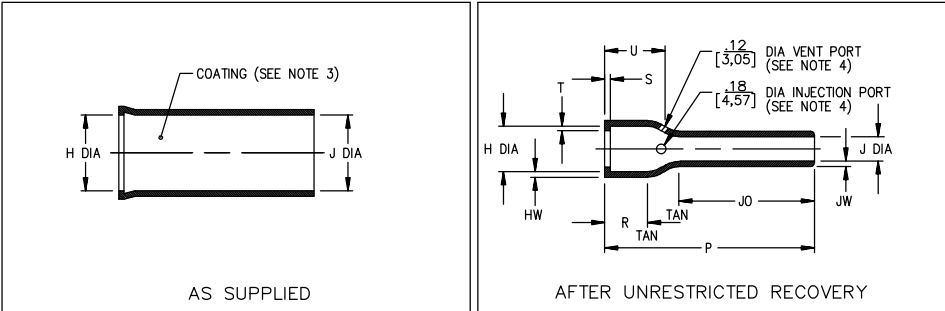 COATING (SEE NOTE 3)
H DIA
J DIA
AS SUPPLIED
U
.12
[3,05]
DIA VENT PORT
(SEE NOTE 4)
T
S
.18
[4,57]
DIA INJECTION PORT
(SEE NOTE 4)
H DIA
J DIA
HW
R
TAN
TAN
JO
JW
P
AFTER UNRESTRICTED RECOVERY